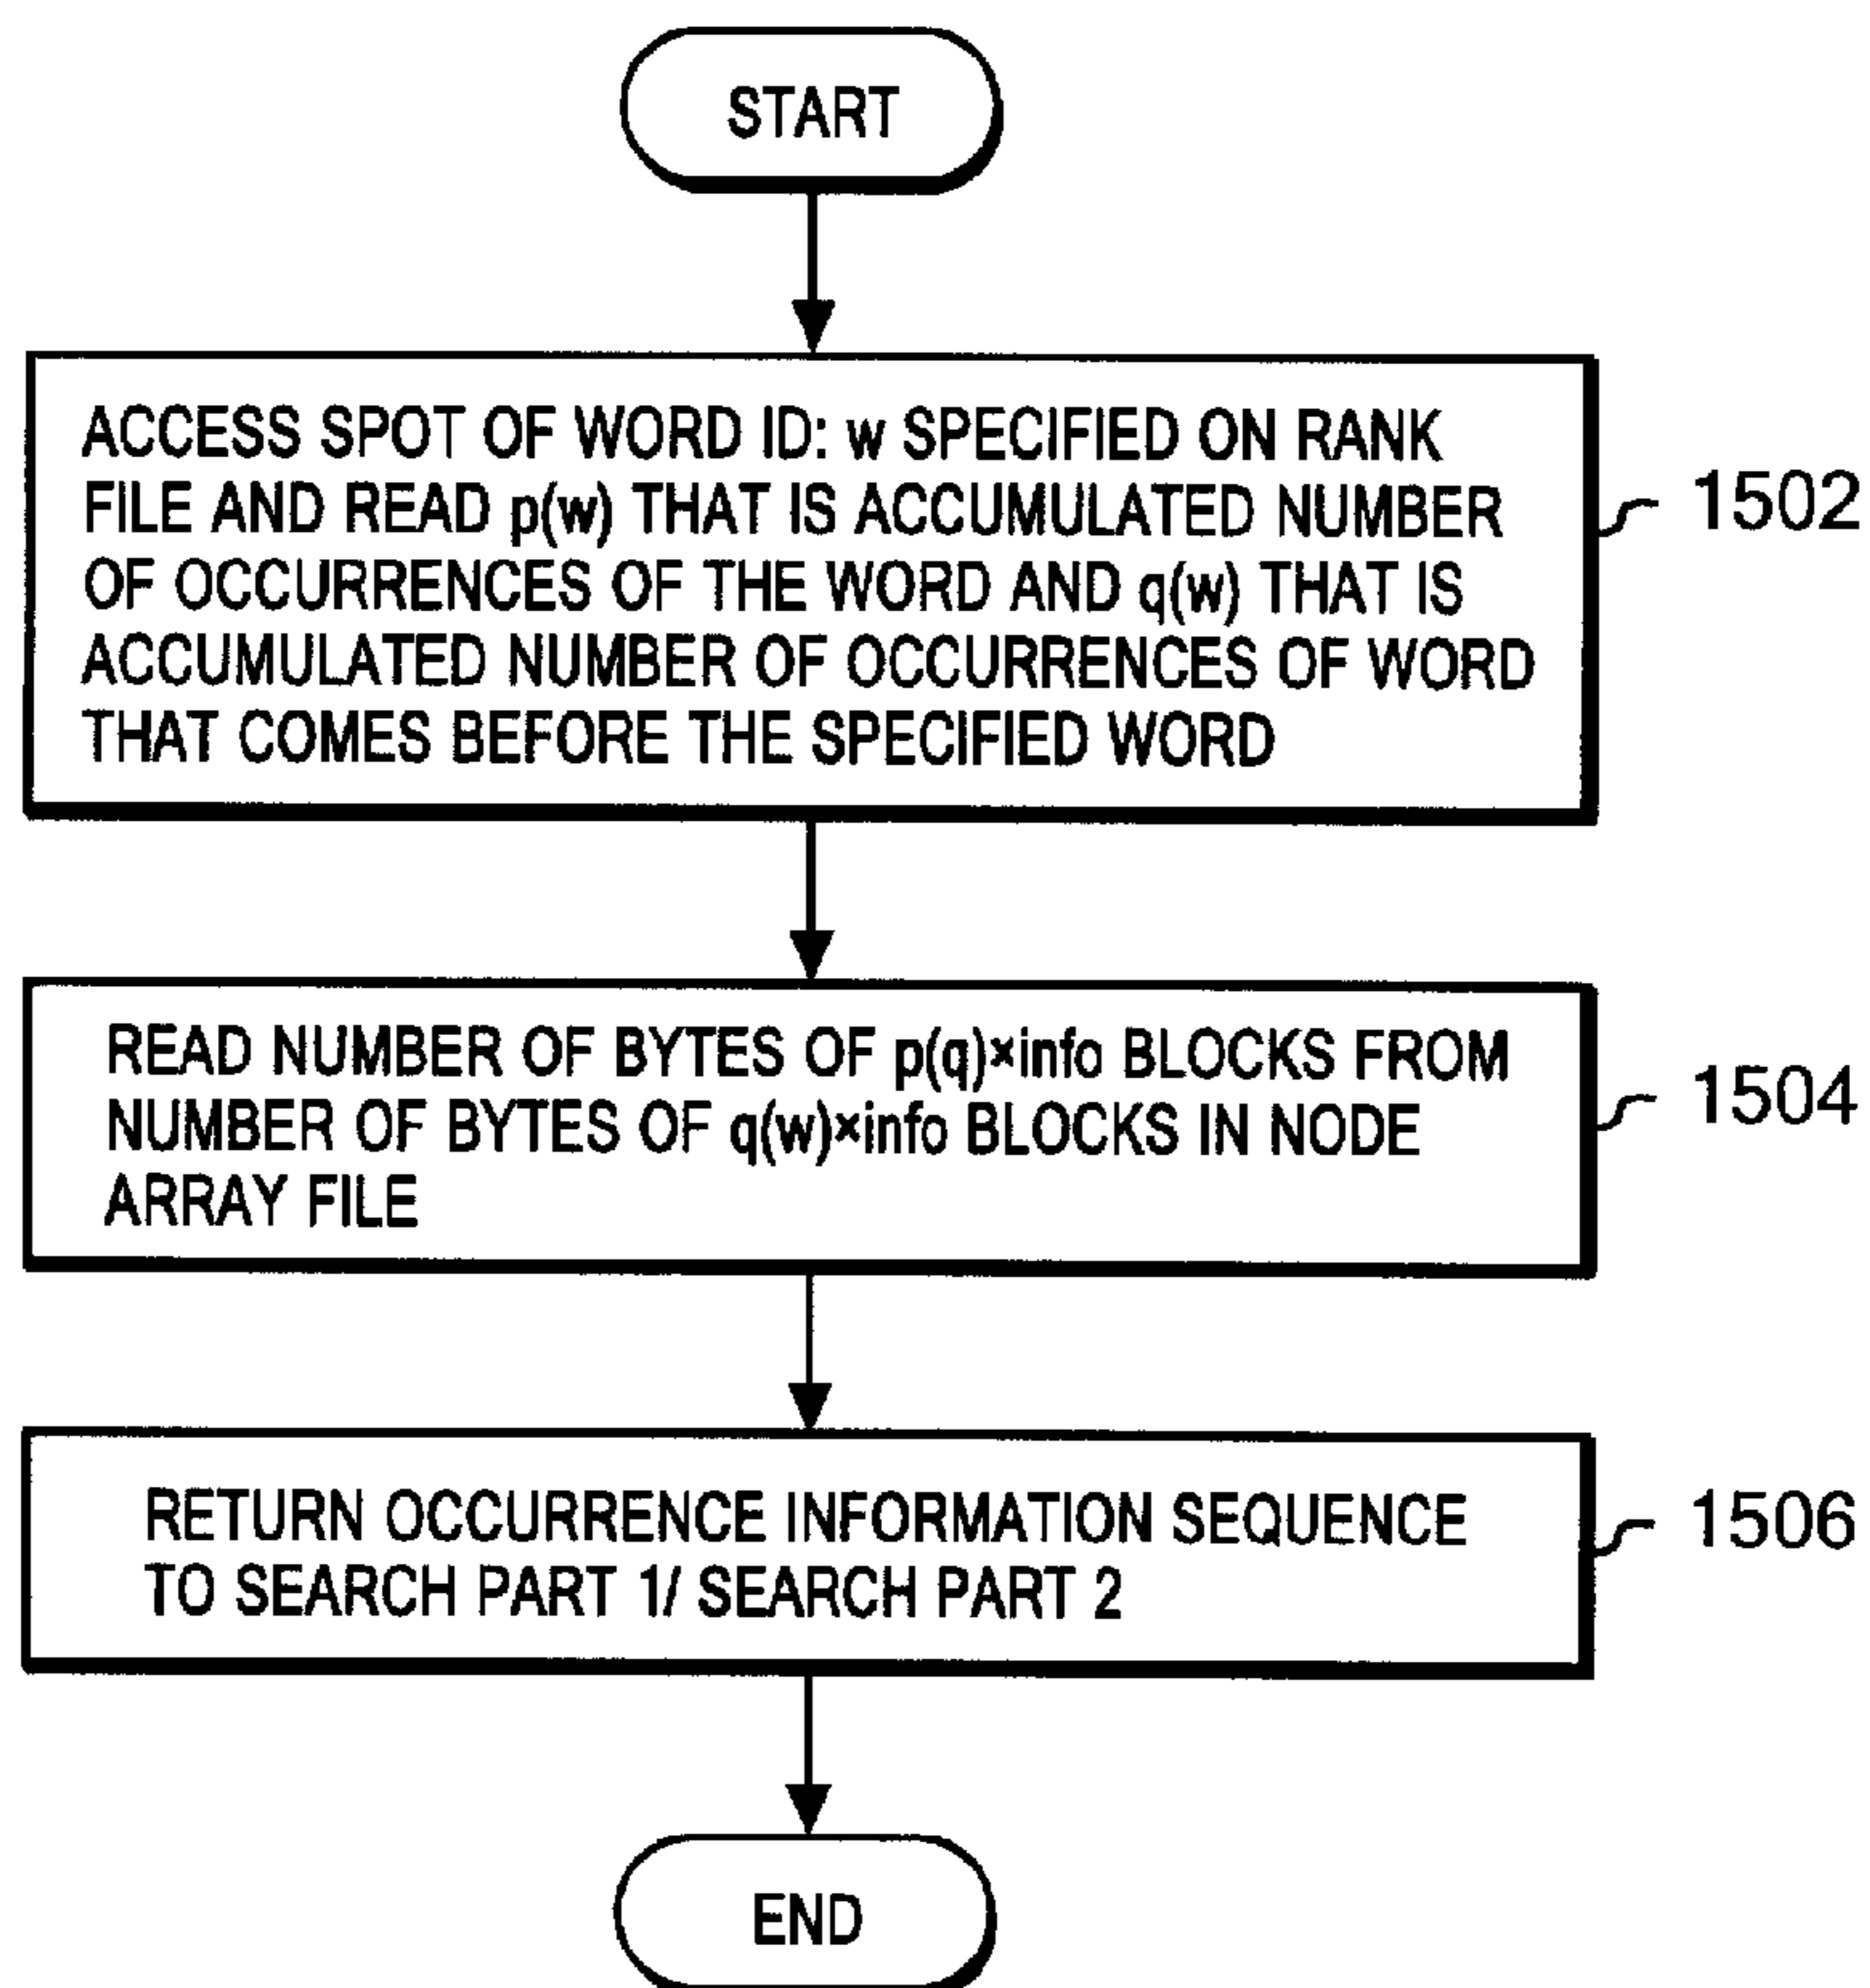 START
ACCESS SPOT OF WORD ID: w SPECIFIED ON RANK
FILE AND READ p(w) THAT IS ACCUMULATED NUMBER
OF OCCURRENCES OF THE WORD AND q(w) THAT IS
ACCUMULATED NUMBER OF OCCURRENCES OF WORD
THAT COMES BEFORE THE SPECIFIED WORD
1502
READ NUMBER OF BYTES OF p(q)×info BLOCKS FROM
NUMBER OF BYTES OF q(w)×info BLOCKS IN NODE
ARRAY FILE
1504
RETURN OCCURRENCE INFORMATION SEQUENCE
TO SEARCH PART 1/ SEARCH PART 2
1506
END